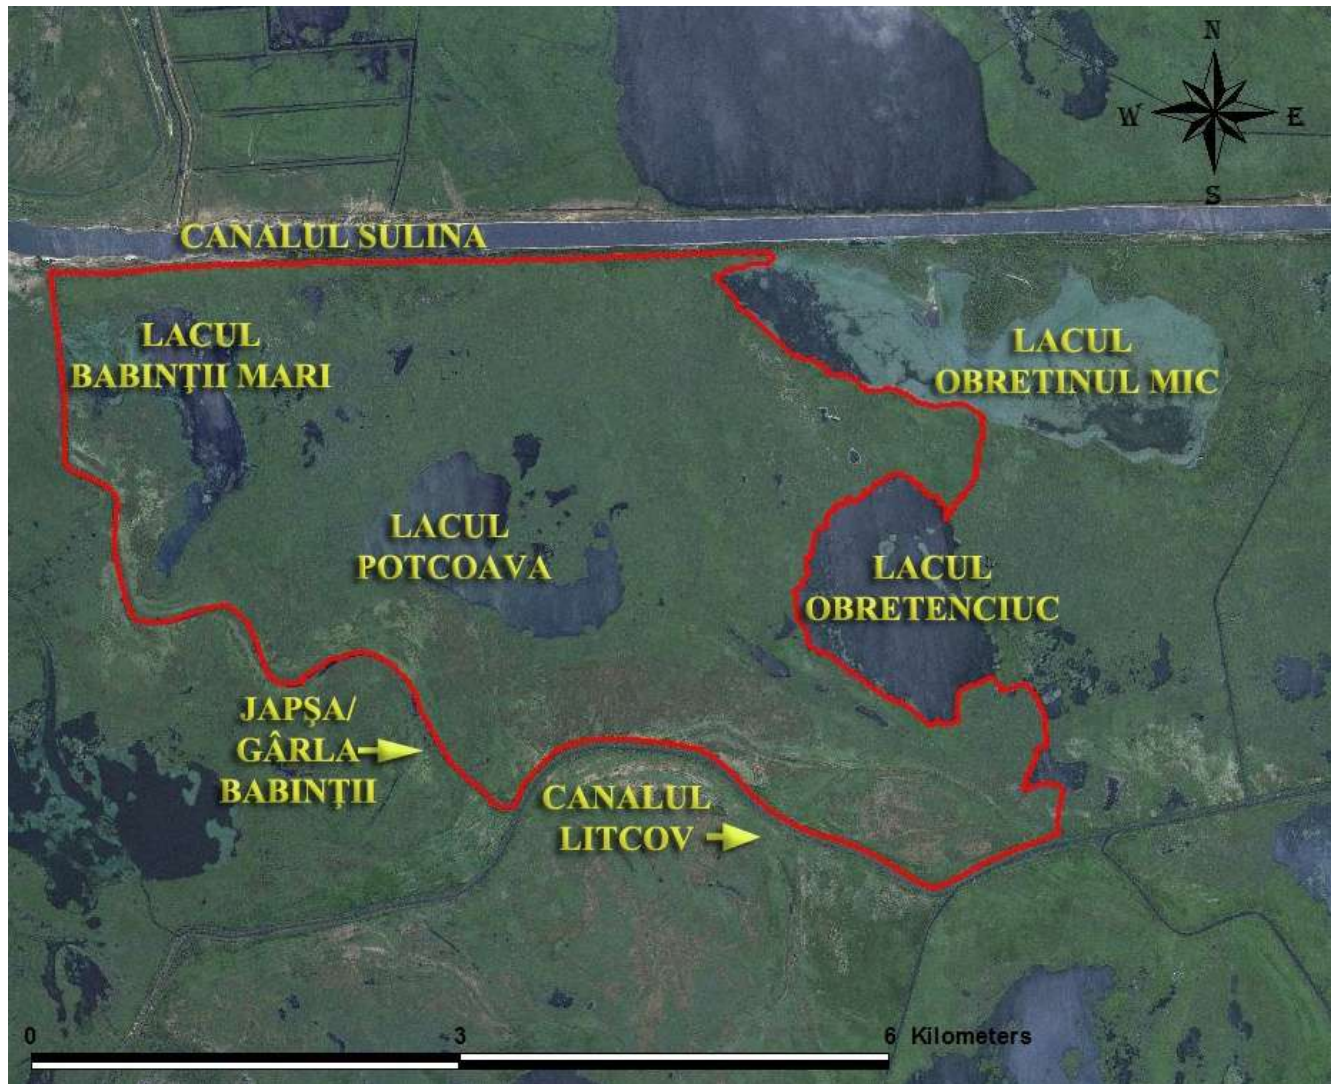 N
W E
S
CANALUL SULINA
LACUL
BABINŢII MARI
LACUL
OBRETINUL MIC
LACUL
POTCOAVA
LACUL
OBRETENCIUC
JAPŞA/
GÂRLA
BABINŢII
CANALUL
LITCOV
0 3 6 Kilometers